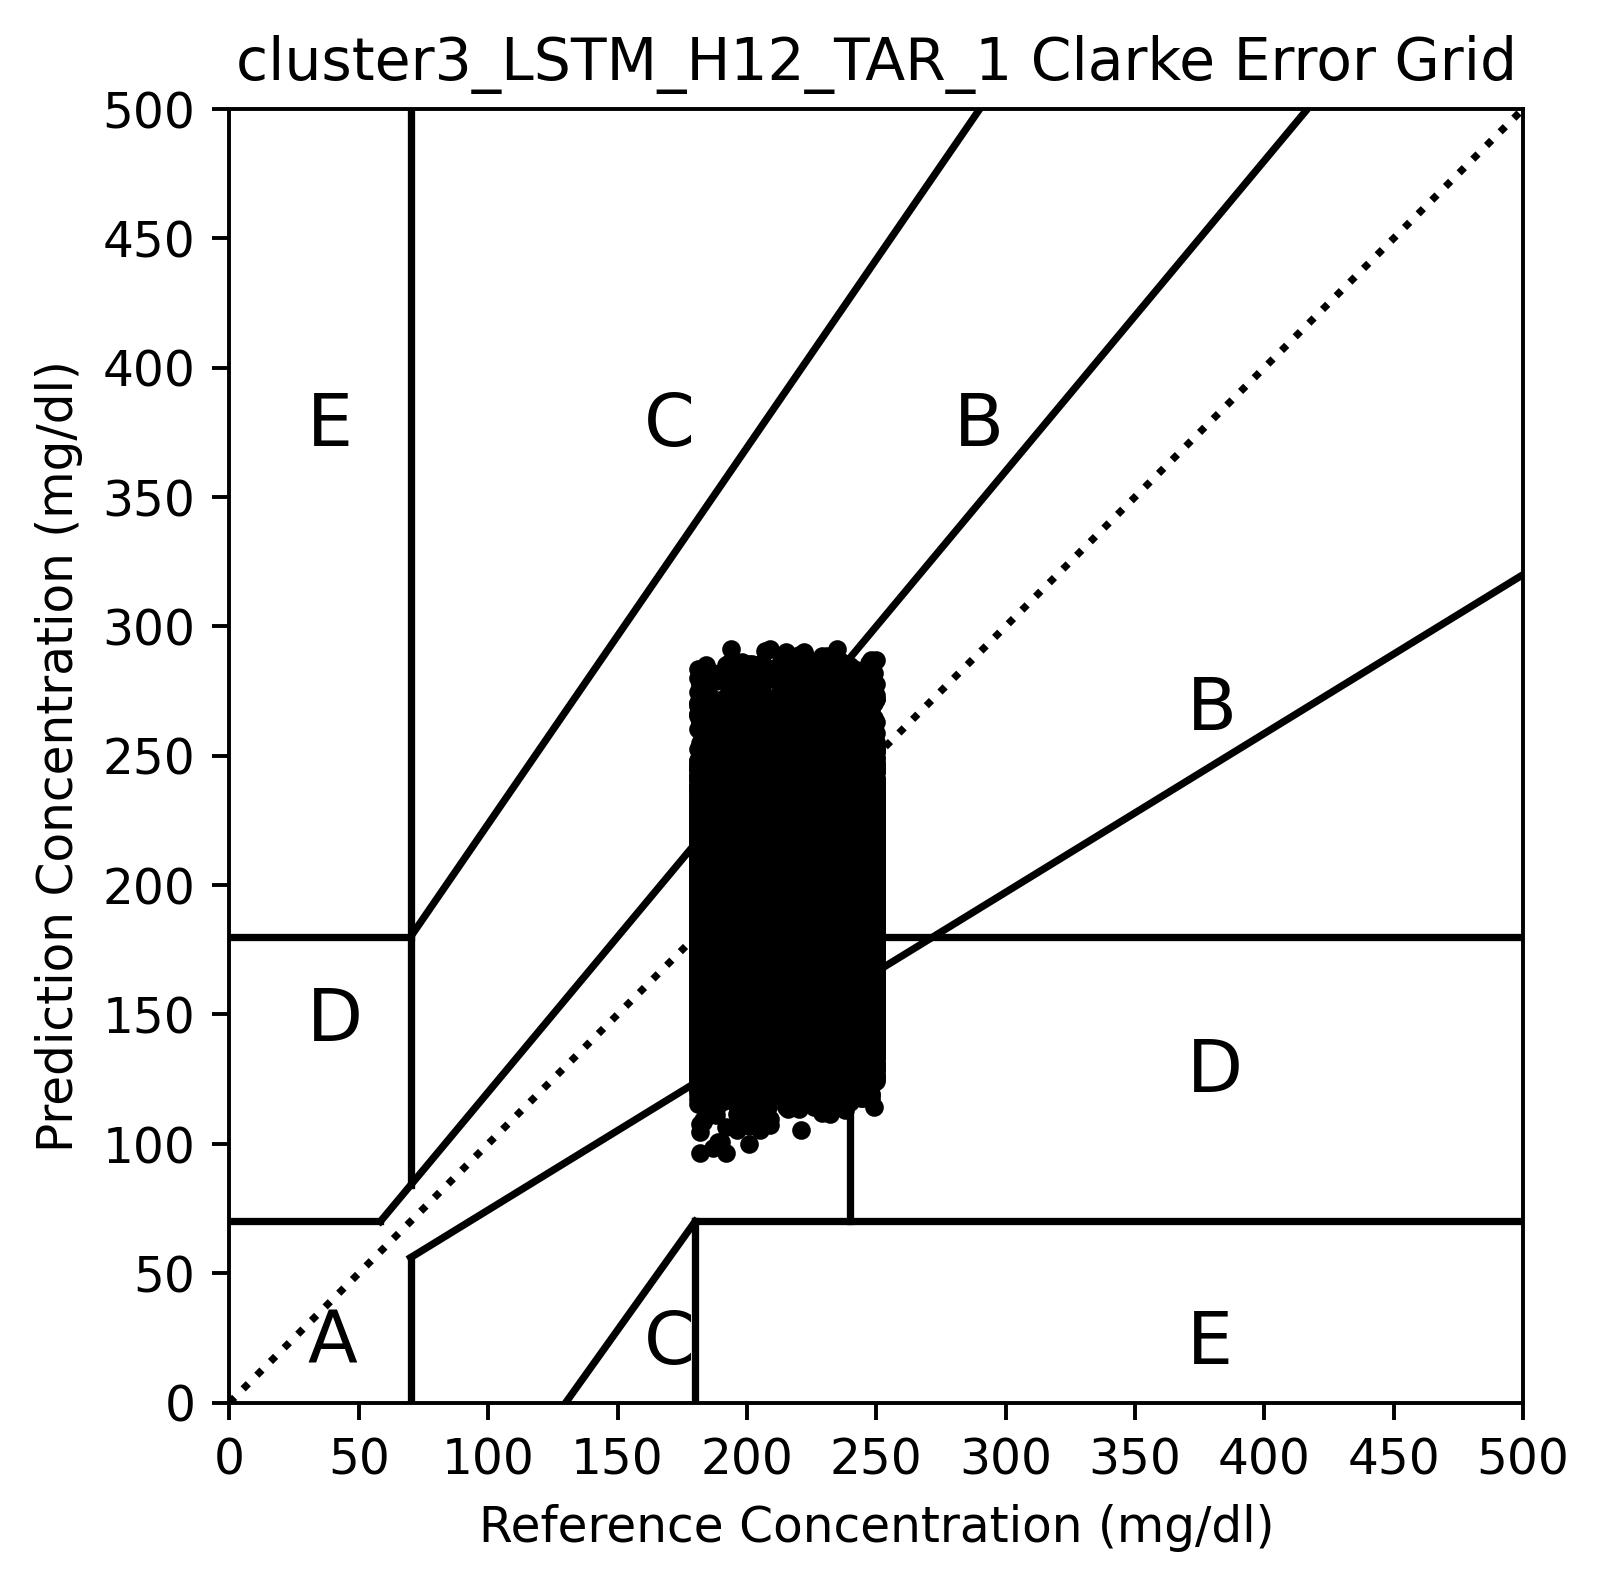 cluster3_LSTM_H12_TAR_1 Clarke Error Grid
Prediction Concentration (mg/dl)
500
450
400
350
300
250
200
150
100
50
0
E
C
B
B
D
D
A
C
E
0 50 100 150 200 250 300 350 400 450 500
Reference Concentration (mg/dl)